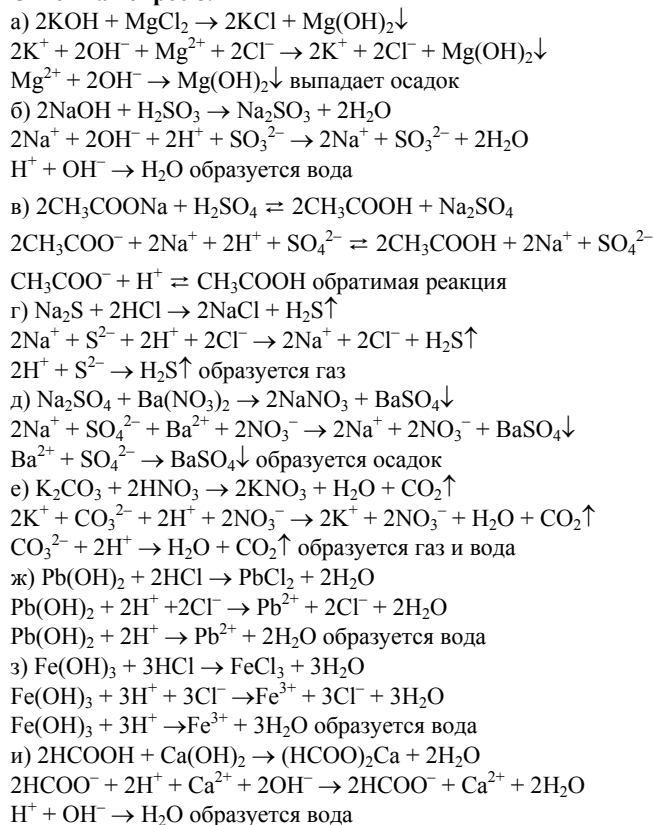 а) 2KOH + MgCl₂ → 2KCl + Mg(OH)₂↓
2K⁺ + 2OH⁻ + Mg²⁺ + 2Cl⁻ → 2K⁺ + 2Cl⁻ + Mg(OH)₂↓
Mg²⁺ + 2OH⁻ → Mg(OH)₂↓ выпадает осадок
б) 2NaOH + H₂SO₃ → Na₂SO₃ + 2H₂O
2Na⁺ + 2OH⁻ + 2H⁺ + SO₃²⁻ → 2Na⁺ + SO₃²⁻ + 2H₂O
H⁺ + OH⁻ → H₂O образуется вода
в) 2CH₃COONa + H₂SO₄ ⇄ 2CH₃COOH + Na₂SO₄
2CH₃COO⁻ + 2Na⁺ + 2H⁺ + SO₄²⁻ ⇄ 2CH₃COOH + 2Na⁺ + SO₄²⁻
CH₃COO⁻ + H⁺ ⇄ CH₃COOH обратимая реакция
г) Na₂S + 2HCl → 2NaCl + H₂S↑
2Na⁺ + S²⁻ + 2H⁺ + 2Cl⁻ → 2Na⁺ + 2Cl⁻ + H₂S↑
2H⁺ + S²⁻ → H₂S↑ образуется газ
д) Na₂SO₄ + Ba(NO₃)₂ → 2NaNO₃ + BaSO₄↓
2Na⁺ + SO₄²⁻ + Ba²⁺ + 2NO₃⁻ → 2Na⁺ + 2NO₃⁻ + BaSO₄↓
Ba²⁺ + SO₄²⁻ → BaSO₄↓ образуется осадок
е) K₂CO₃ + 2HNO₃ → 2KNO₃ + H₂O + CO₂↑
2K⁺ + CO₃²⁻ + 2H⁺ + 2NO₃⁻ → 2K⁺ + 2NO₃⁻ + H₂O + CO₂↑
CO₃²⁻ + 2H⁺ → H₂O + CO₂↑ образуется газ и вода
ж) Pb(OH)₂ + 2HCl → PbCl₂ + 2H₂O
Pb(OH)₂ + 2H⁺ +2Cl⁻ → Pb²⁺ + 2Cl⁻ + 2H₂O
Pb(OH)₂ + 2H⁺ → Pb²⁺ + 2H₂O образуется вода
з) Fe(OH)₃ + 3HCl → FeCl₃ + 3H₂O
Fe(OH)₃ + 3H⁺ + 3Cl⁻ →Fe³⁺ + 3Cl⁻ + 3H₂O
Fe(OH)₃ + 3H⁺ →Fe³⁺ + 3H₂O образуется вода
и) 2HCOOH + Ca(OH)₂ → (HCOO)₂Ca + 2H₂O
2HCOO⁻ + 2H⁺ + Ca²⁺ + 2OH⁻ → 2HCOO⁻ + Ca²⁺ + 2H₂O
H⁺ + OH⁻ → H₂O образуется вода